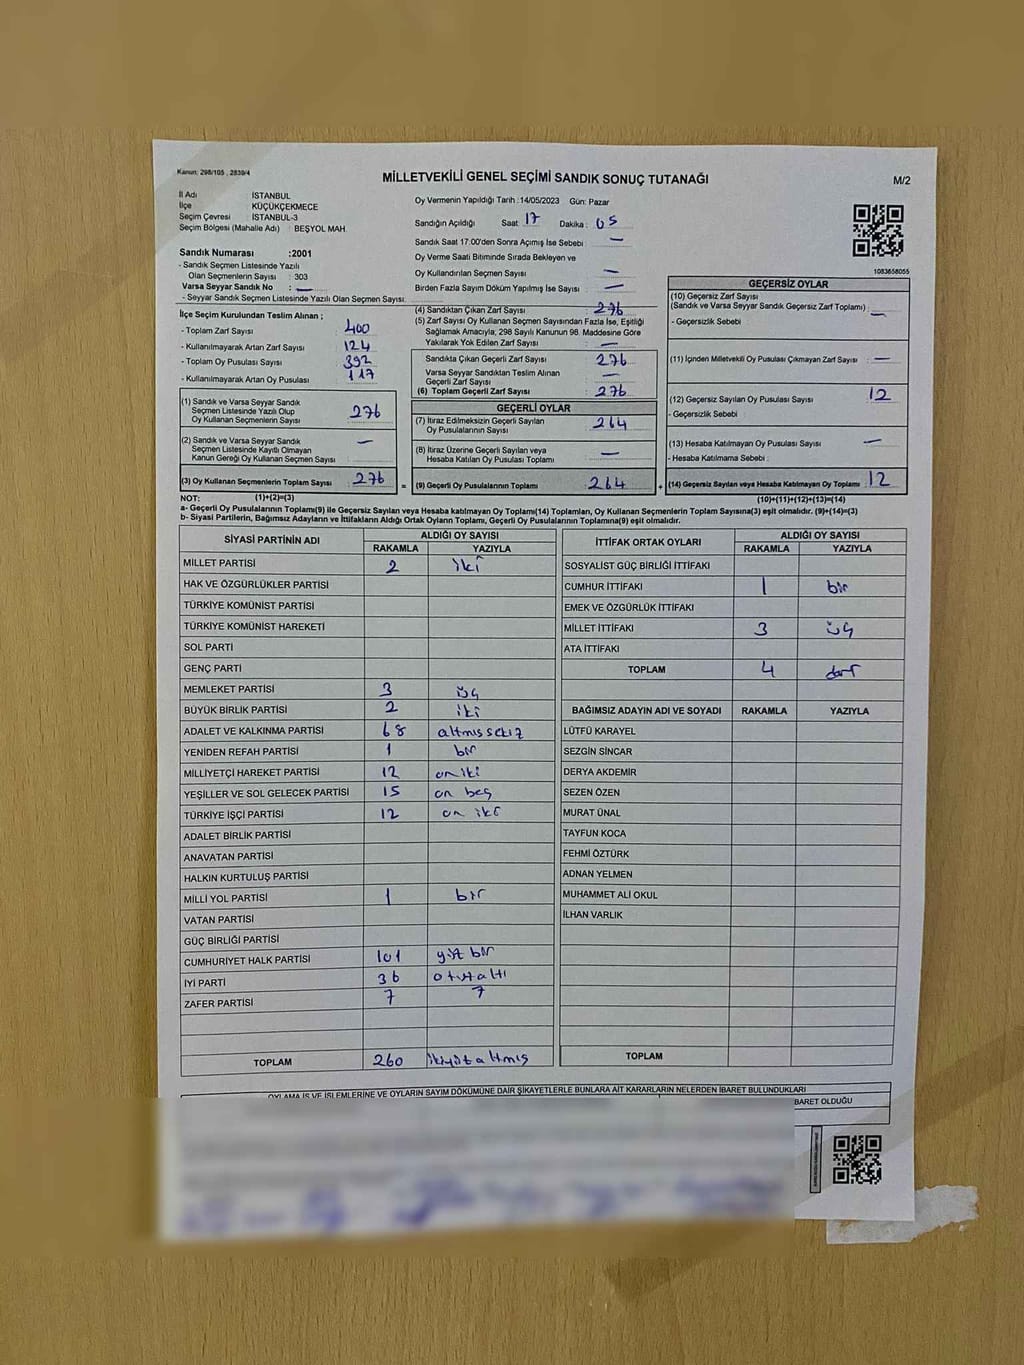 Kanun: 298/105 , 2839/4
MİLLETVEKİLİ GENEL SEÇİMİ SANDIK SONUÇ TUTANAĞI
M/2
İl Adı İSTANBUL
İlçe KÜÇÜKÇEKMECE
Seçim Çevresi İSTANBUL-3
Seçim Bölgesi (Mahalle Adı) BEŞYOL MAH.
Oy Vermenin Yapıldığı Tarih :14/05/2023 Gün: Pazar
Sandığın Açıldığı Saat 17 Dakika : 05
Sandık Saat 17:00'den Sonra Açımış İse Sebebi : —
Oy Verme Saati Bitiminde Sırada Bekleyen ve
Oy Kullandırılan Seçmen Sayısı —
Birden Fazla Sayım Döküm Yapılmış İse Sayısı : —
1083658055
Sandık Numarası :2001
- Sandık Seçmen Listesinde Yazılı
Olan Seçmenlerin Sayısı : 303
Varsa Seyyar Sandık No : —
- Seyyar Sandık Seçmen Listesinde Yazılı Olan Seçmen Sayısı:
İlçe Seçim Kurulundan Teslim Alınan ;
- Toplam Zarf Sayısı 400
- Kullanılmayarak Artan Zarf Sayısı 124
- Toplam Oy Pusulası Sayısı 392
- Kullanılmayarak Artan Oy Pusulası 117
(1) Sandık ve Varsa Seyyar Sandık
Seçmen Listesinde Yazılı Olup
Oy Kullanan Seçmenlerin Sayısı 276
(2) Sandık ve Varsa Seyyar Sandık
Seçmen Listesinde Kayıtlı Olmayan
Kanun Gereği Oy Kullanan Seçmen Sayısı —
(3) Oy Kullanan Seçmenlerin Toplam Sayısı 276
(4) Sandıktan Çıkan Zarf Sayısı : 276
(5) Zarf Sayısı Oy Kullanan Seçmen Sayısından Fazla İse, Eşitliği
Sağlamak Amacıyla, 298 Sayılı Kanunun 98. Maddesine Göre
Yakılarak Yok Edilen Zarf Sayısı : —
Sandıkta Çıkan Geçerli Zarf Sayısı 276
Varsa Seyyar Sandıktan Teslim Alınan
Geçerli Zarf Sayısı —
(6) Toplam Geçerli Zarf Sayısı : 276
GEÇERLİ OYLAR
(7) İtiraz Edilmeksizin Geçerli Sayılan
Oy Pusulalarının Sayısı 264
(8) İtiraz Üzerine Geçerli Sayılan veya
Hesaba Katılan Oy Pusulası Toplamı —
= (9) Geçerli Oy Pusulalarının Toplamı : 264
GEÇERSİZ OYLAR
(10) Geçersiz Zarf Sayısı
(Sandık ve Varsa Seyyar Sandık Geçersiz Zarf Toplamı) : —
- Geçersizlik Sebebi :
(11) İçinden Milletvekili Oy Pusulası Çıkmayan Zarf Sayısı : —
(12) Geçersiz Sayılan Oy Pusulası Sayısı 12
- Geçersizlik Sebebi :
(13) Hesaba Katılmayan Oy Pusulası Sayısı —
- Hesaba Katılmama Sebebi :
+ (14) Geçersiz Sayılan veya Hesaba Katılmayan Oy Toplamı : 12
NOT: (1)+(2)=(3) (10)+(11)+(12)+(13)=(14)
a- Geçerli Oy Pusulalarının Toplamı(9) ile Geçersiz Sayılan veya Hesaba Katılmayan Oy Toplamı(14) Toplamları, Oy Kullanan Seçmenlerin Toplam Sayısına(3) eşit olmalıdır. (9)+(14)=(3)
b- Siyasi Partilerin, Bağımsız Adayların ve İttifakların Aldığı Ortak Oyların Toplamı, Geçerli Oy Pusulalarının Toplamına(9) eşit olmalıdır.
SİYASİ PARTİNİN ADI ALDIĞI OY SAYISI
RAKAMLA YAZIYLA
MİLLET PARTİSİ 2 iki
HAK VE ÖZGÜRLÜKLER PARTİSİ
TÜRKİYE KOMÜNİST PARTİSİ
TÜRKİYE KOMÜNİST HAREKETİ
SOL PARTİ
GENÇ PARTİ
MEMLEKET PARTİSİ 3 üç
BÜYÜK BİRLİK PARTİSİ 2 iki
ADALET VE KALKINMA PARTİSİ 68 altmış sekiz
YENİDEN REFAH PARTİSİ 1 bir
MİLLİYETÇİ HAREKET PARTİSİ 12 on iki
YEŞİLLER VE SOL GELECEK PARTİSİ 15 on beş
TÜRKİYE İŞÇİ PARTİSİ 12 on iki
ADALET BİRLİK PARTİSİ
ANAVATAN PARTİSİ
HALKIN KURTULUŞ PARTİSİ
MİLLİ YOL PARTİSİ 1 bir
VATAN PARTİSİ
GÜÇ BİRLİĞİ PARTİSİ
CUMHURİYET HALK PARTİSİ 101 yüz bir
İYİ PARTİ 36 otuz altı
ZAFER PARTİSİ 7 7
TOPLAM 260 ikiyüzaltmış
İTTİFAK ORTAK OYLARI ALDIĞI OY SAYISI
RAKAMLA YAZIYLA
SOSYALİST GÜÇ BİRLİĞİ İTTİFAKI
CUMHUR İTTİFAKI 1 bir
EMEK VE ÖZGÜRLÜK İTTİFAKI
MİLLET İTTİFAKI 3 üç
ATA İTTİFAKI
TOPLAM 4 dört
BAĞIMSIZ ADAYIN ADI VE SOYADI RAKAMLA YAZIYLA
LÜTFÜ KARAYEL
SEZGİN SİNCAR
DERYA AKDEMİR
SEZEN ÖZEN
MURAT ÜNAL
TAYFUN KOCA
FEHMİ ÖZTÜRK
ADNAN YELMEN
MUHAMMET ALİ OKUL
İLHAN VARLIK
TOPLAM
OYLAMA İŞ VE İŞLEMLERİNE VE OYLARIN SAYIM DÖKÜMÜNE DAİR ŞİKAYETLERLE BUNLARA AİT KARARLARIN NELERDEN İBARET BULUNDUKLARI
BARET OLDUĞU